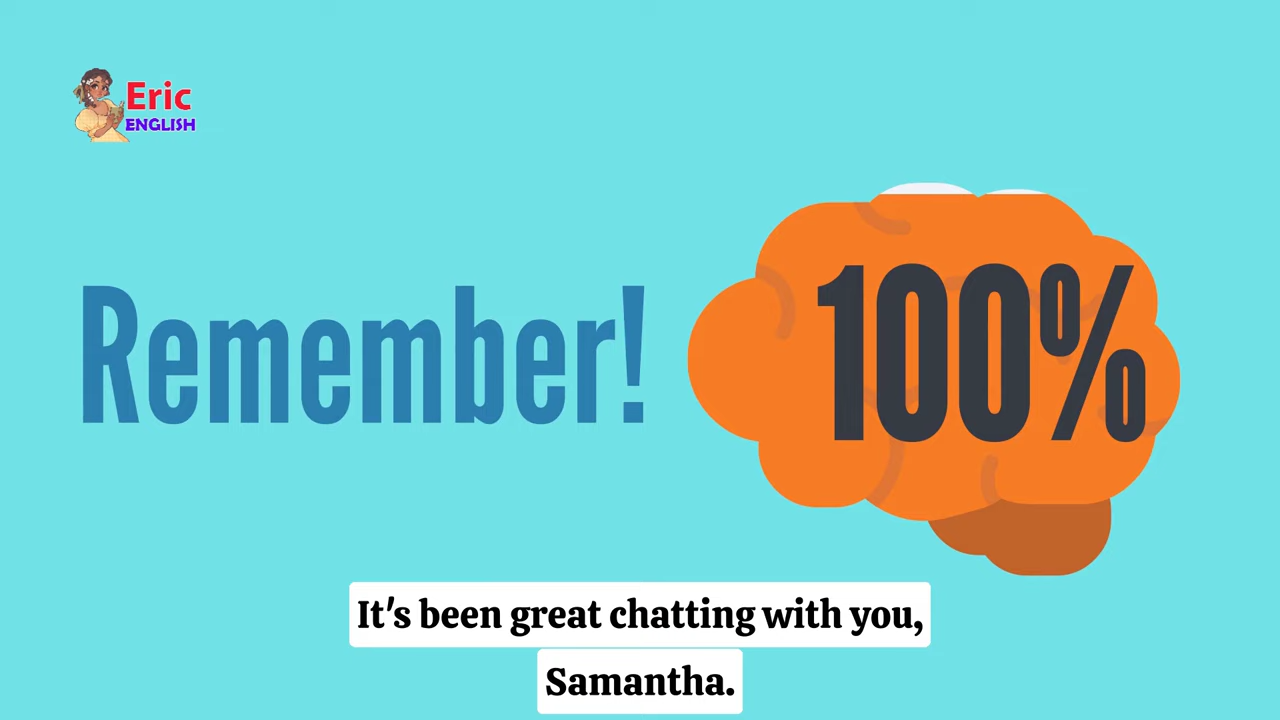 Eric
ENGLISH
Remember!
100%
It's been great chatting with you,
Samantha.